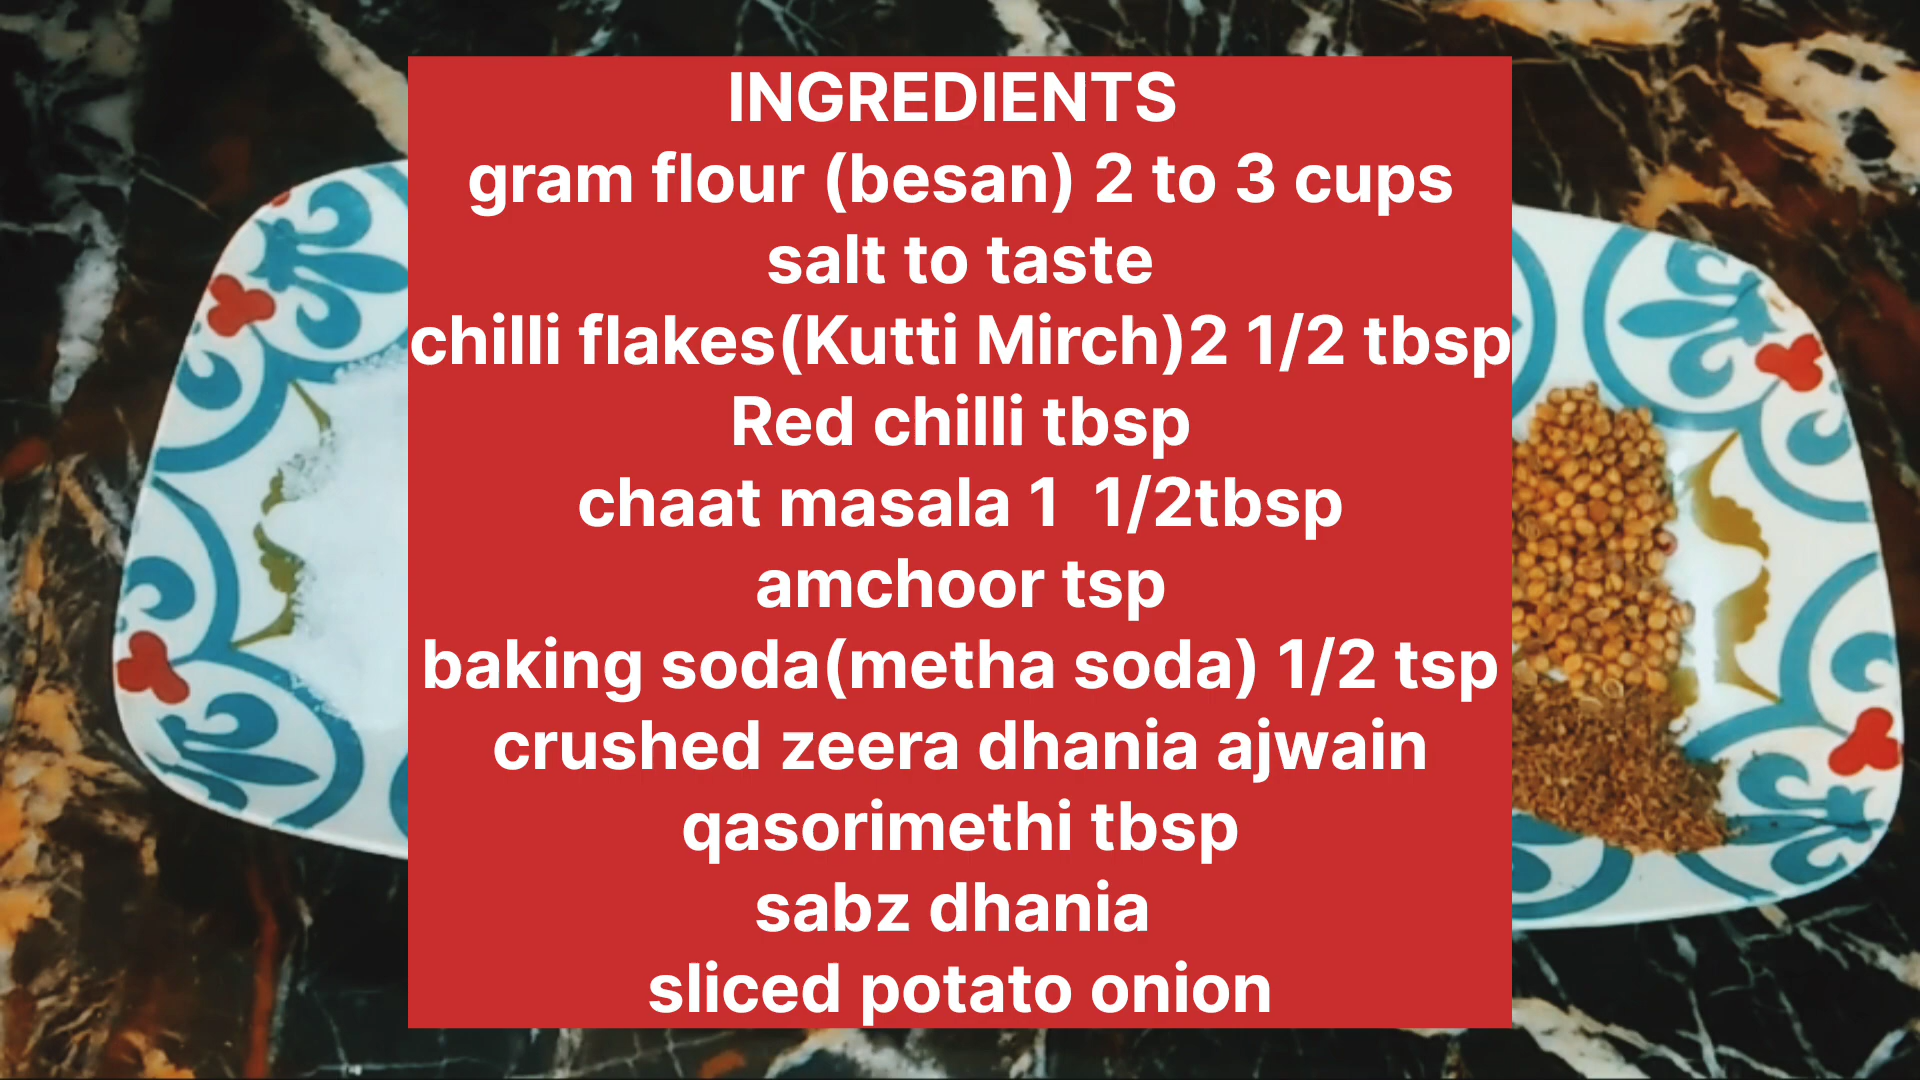 INGREDIENTS
gram flour (besan) 2 to 3 cups
salt to taste
chilli flakes(Kutti Mirch)2 1/2 tbsp
Red chilli tbsp
chaat masala 1  1/2tbsp
amchoor tsp
baking soda(metha soda) 1/2 tsp
crushed zeera dhania ajwain
qasorimethi tbsp
sabz dhania
sliced potato onion